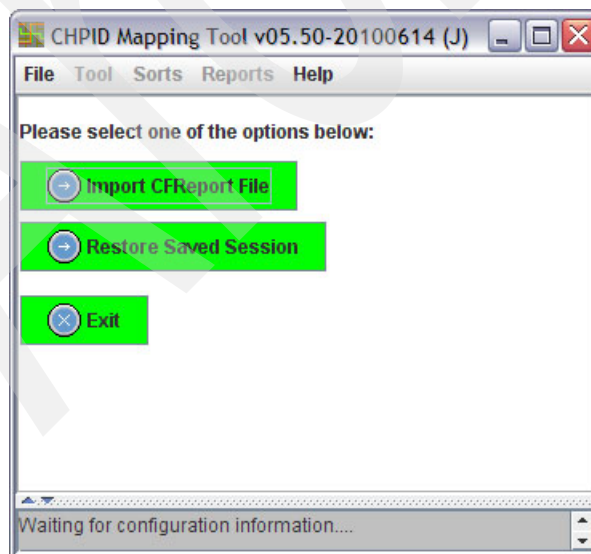 CHPID Mapping Tool v05.50-20100614 (J)
File Tool Sorts Reports Help
Please select one of the options below:
Import CFReport File
Restore Saved Session
Exit
Waiting for configuration information....